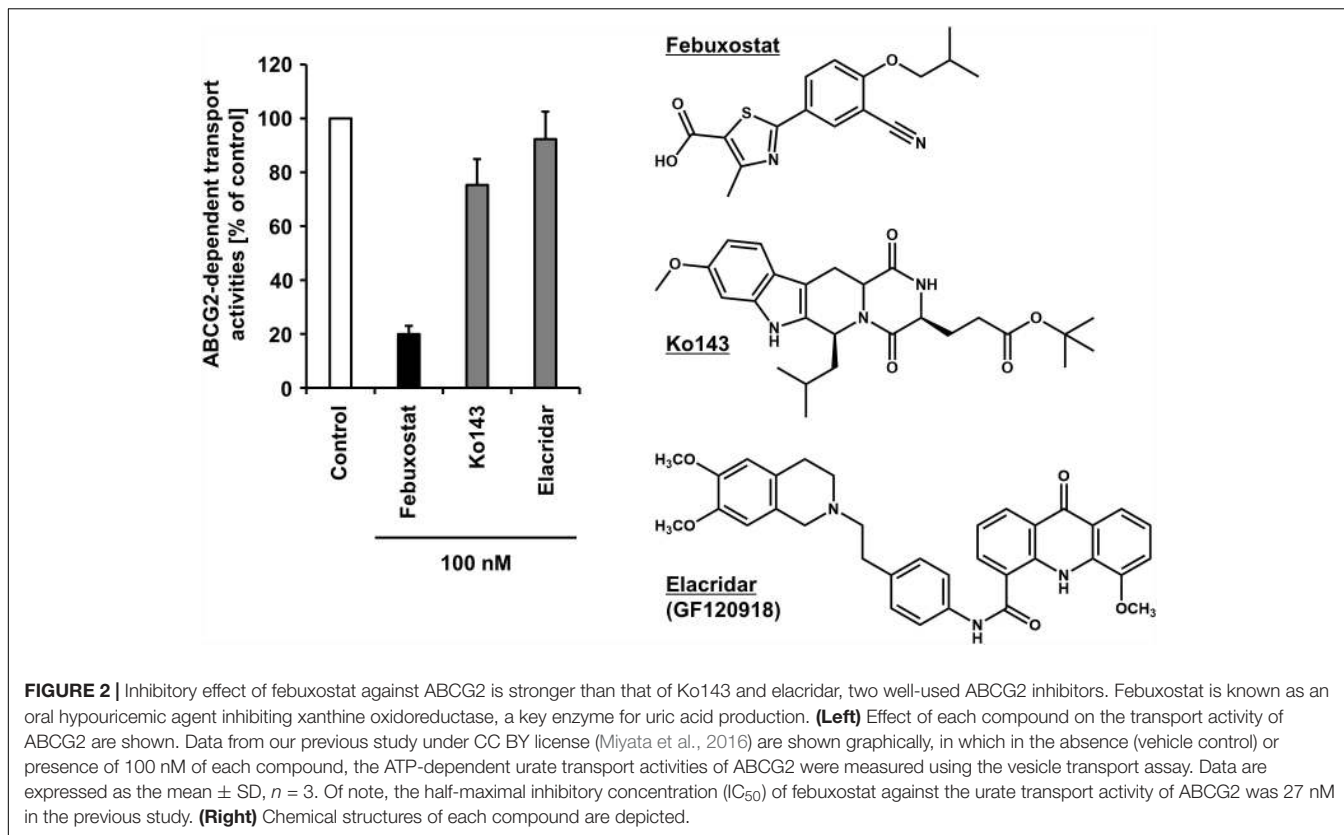 ABCG2-dependent transport
activities [% of control]
120
100
80
60
40
20
0
Control
Febuxostat
Ko143
Elacridar
100 nM
Febuxostat
O
HO
S
N
O
N
Ko143
O
N
H
N
O
NH
O
O
O
Elacridar
(GF120918)
H₃CO
H₃CO
N
N
H
O
O
N
H
OCH₃
FIGURE 2 | Inhibitory effect of febuxostat against ABCG2 is stronger than that of Ko143 and elacridar, two well-used ABCG2 inhibitors. Febuxostat is known as an
oral hypouricemic agent inhibiting xanthine oxidoreductase, a key enzyme for uric acid production. (Left) Effect of each compound on the transport activity of
ABCG2 are shown. Data from our previous study under CC BY license (Miyata et al., 2016) are shown graphically, in which in the absence (vehicle control) or
presence of 100 nM of each compound, the ATP-dependent urate transport activities of ABCG2 were measured using the vesicle transport assay. Data are
expressed as the mean ± SD, n = 3. Of note, the half-maximal inhibitory concentration (IC₅₀) of febuxostat against the urate transport activity of ABCG2 was 27 nM
in the previous study. (Right) Chemical structures of each compound are depicted.